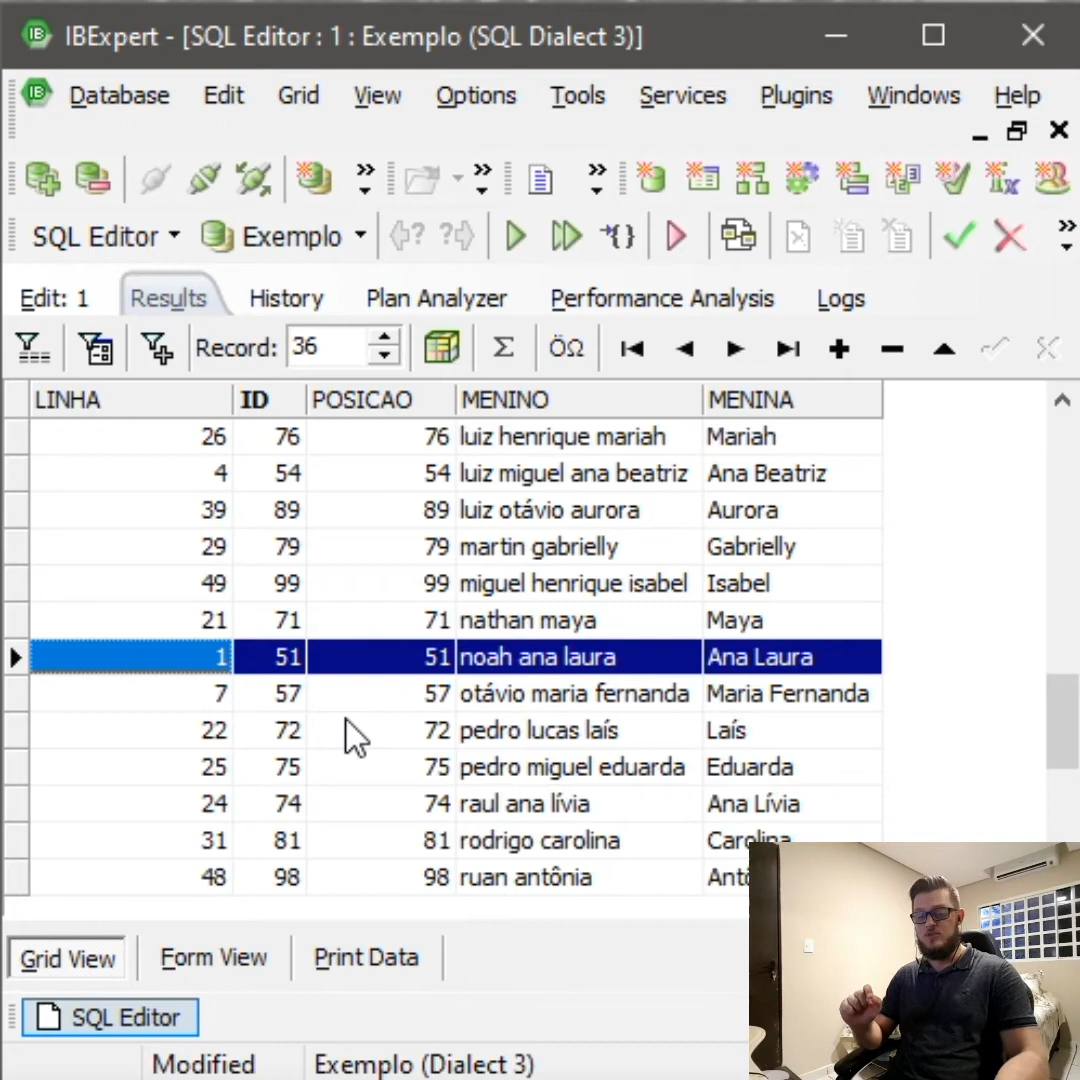 IBExpert - [SQL Editor : 1 : Exemplo (SQL Dialect 3)]
Database Edit Grid View Options Tools Services Plugins Windows Help
SQL Editor Exemplo
Edit: 1 Results History Plan Analyzer Performance Analysis Logs
Record: 36 Σ ÖΩ
LINHA ID POSICAO MENINO MENINA
26 76 76 luiz henrique mariah Mariah
4 54 54 luiz miguel ana beatriz Ana Beatriz
39 89 89 luiz otávio aurora Aurora
29 79 79 martin gabrielly Gabrielly
49 99 99 miguel henrique isabel Isabel
21 71 71 nathan maya Maya
1 51 51 noah ana laura Ana Laura
7 57 57 otávio maria fernanda Maria Fernanda
22 72 72 pedro lucas laís Laís
25 75 75 pedro miguel eduarda Eduarda
24 74 74 raul ana lívia Ana Lívia
31 81 81 rodrigo carolina Carolina
48 98 98 ruan antônia
Grid View Form View Print Data
SQL Editor
Modified Exemplo (Dialect 3)